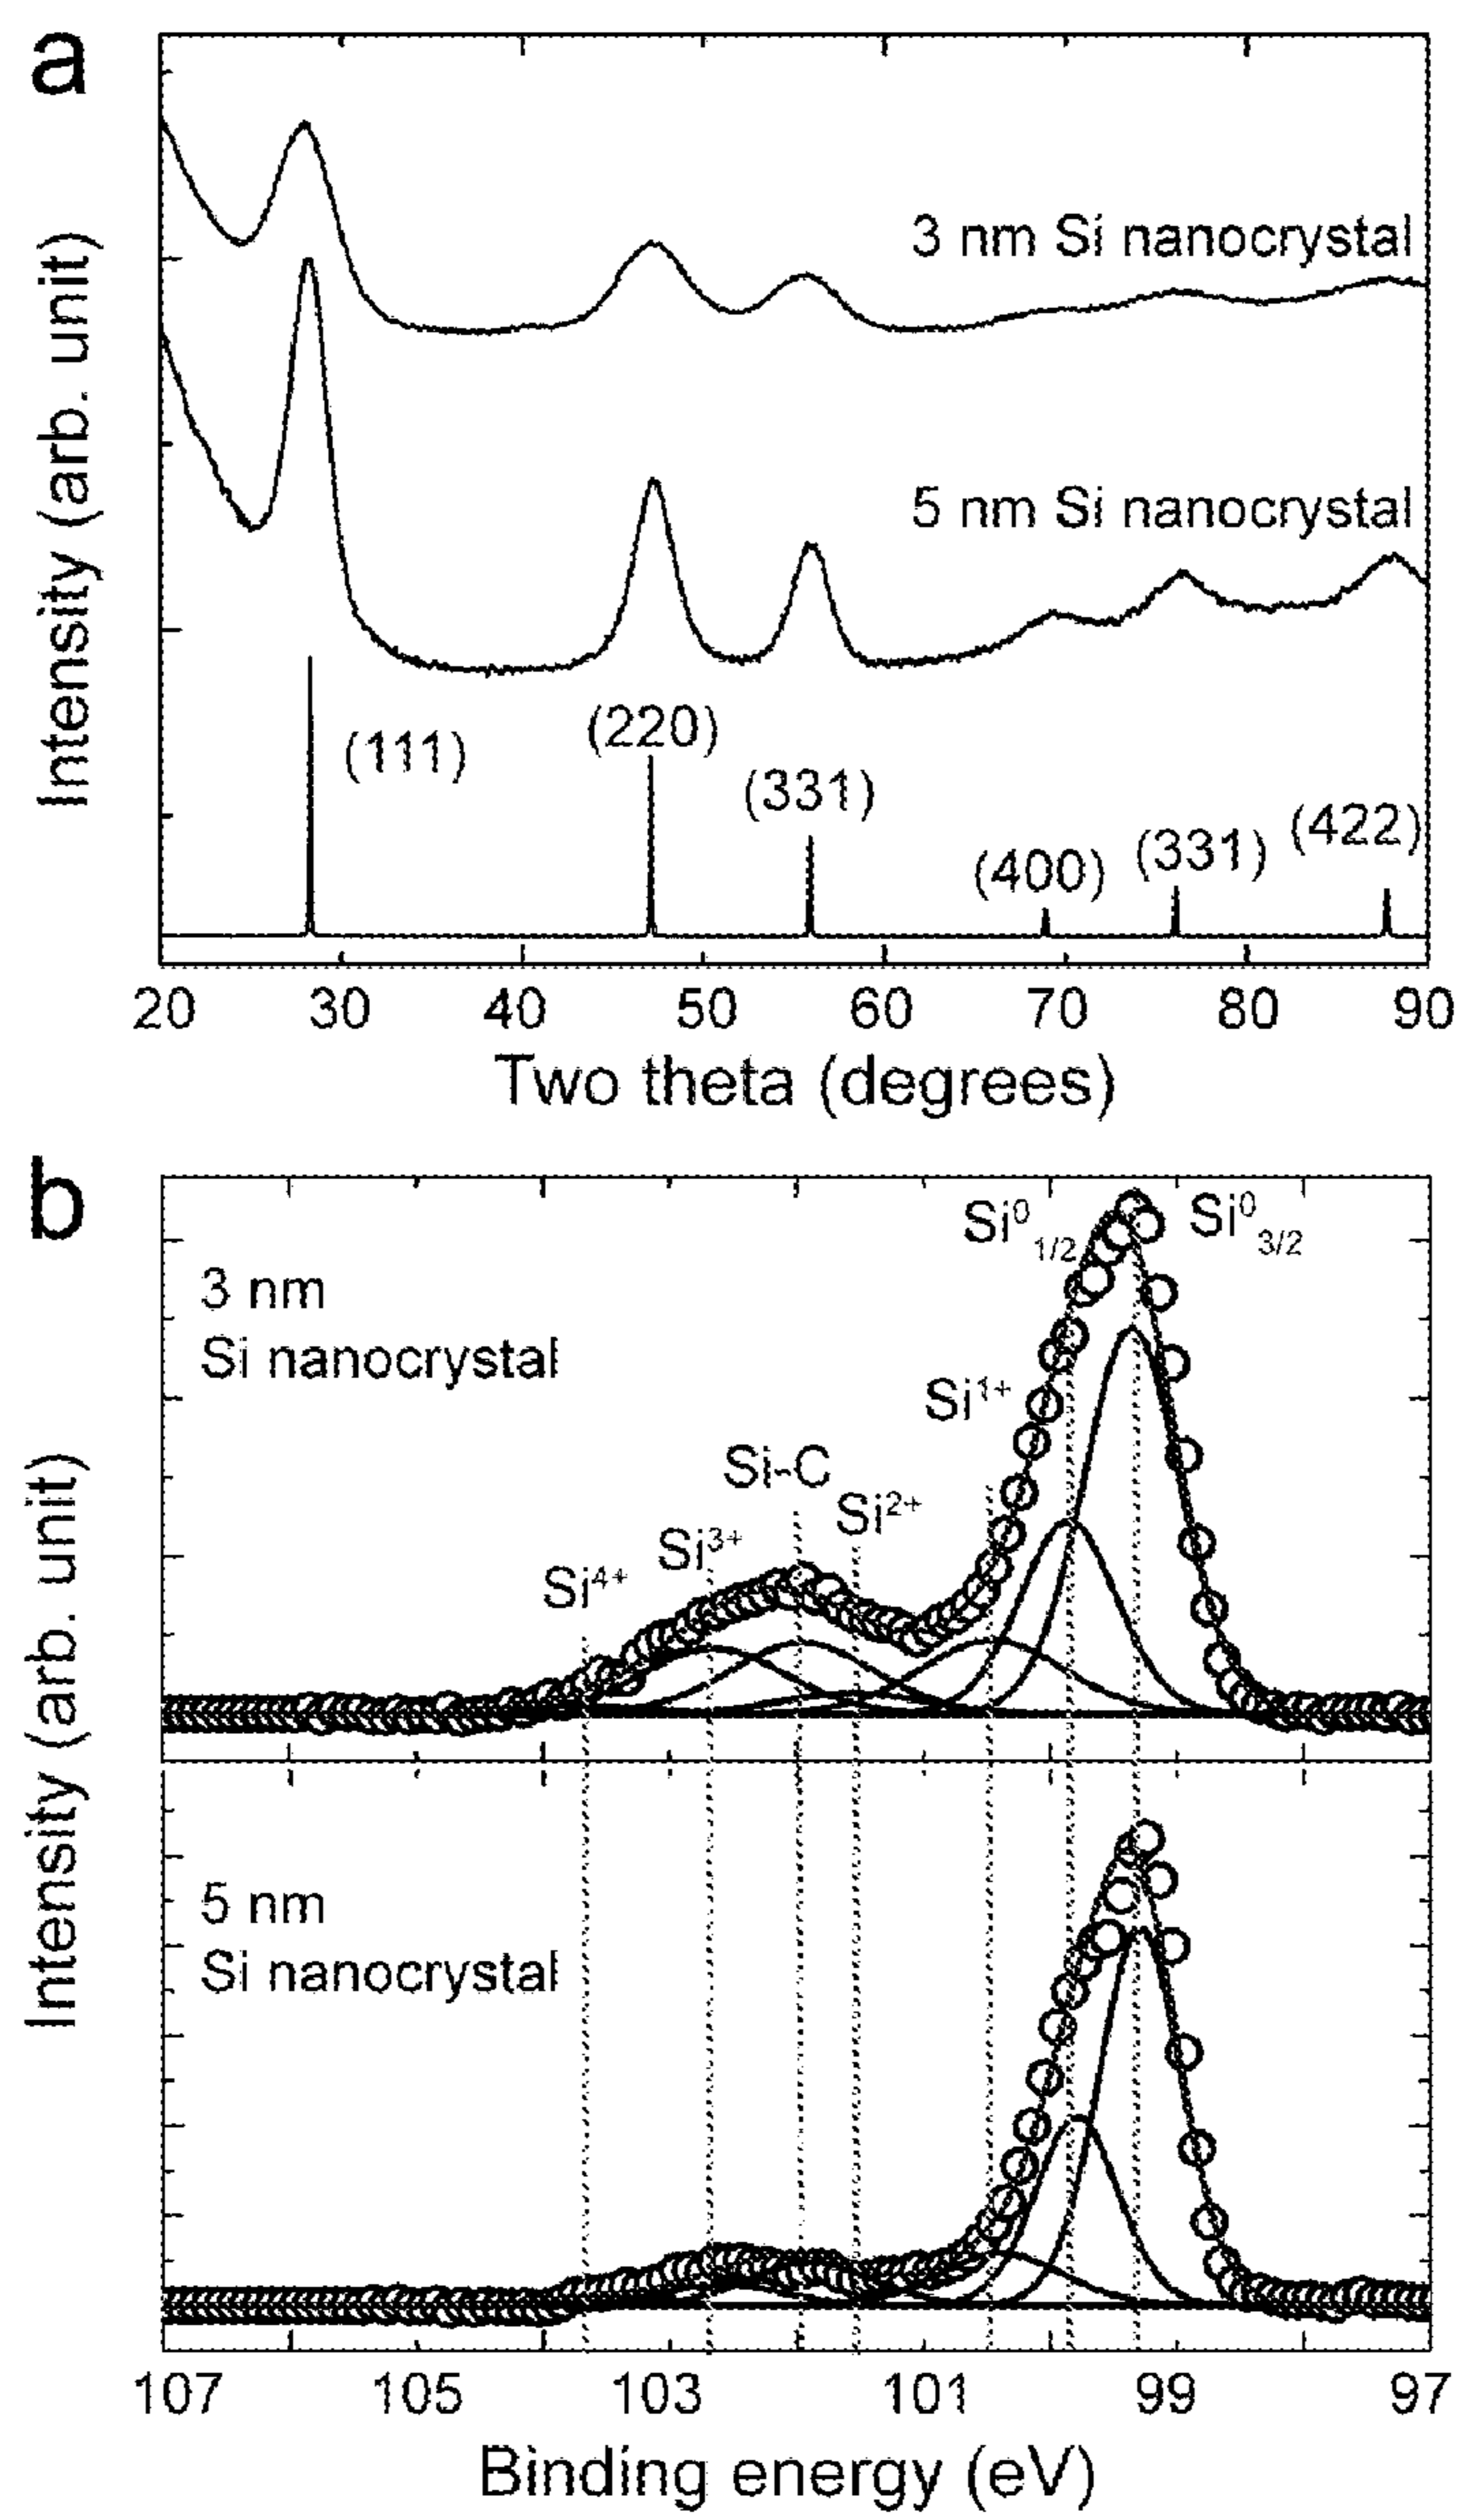 a
Intensity (arb. unit)
3 nm Si nanocrystal
5 nm Si nanocrystal
(111)
(220)
(331)
(400)
(331)
(422)
20 30 40 50 60 70 80 90
Two theta (degrees)
b
Intensity (arb. unit)
3 nm
Si nanocrystal
Si⁴⁺
Si³⁺
Si-C
Si²⁺
Si¹⁺
Si⁰1/2
Si⁰3/2
5 nm
Si nanocrystal
107 105 103 101 99 97
Binding energy (eV)